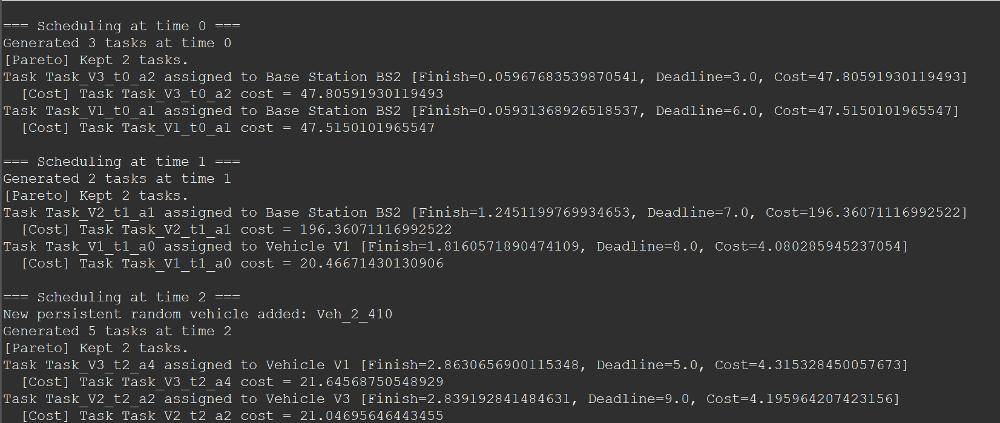 === Scheduling at time 0 ===
Generated 3 tasks at time 0
[Pareto] Kept 2 tasks.
Task Task_V3_t0_a2 assigned to Base Station BS2 [Finish=0.05967683539870541, Deadline=3.0, Cost=47.80591930119493]
  [Cost] Task Task_V3_t0_a2 cost = 47.80591930119493
Task Task_V1_t0_a1 assigned to Base Station BS2 [Finish=0.05931368926518537, Deadline=6.0, Cost=47.5150101965547]
  [Cost] Task Task_V1_t0_a1 cost = 47.5150101965547
=== Scheduling at time 1 ===
Generated 2 tasks at time 1
[Pareto] Kept 2 tasks.
Task Task_V2_t1_a1 assigned to Base Station BS2 [Finish=1.2451199769934653, Deadline=7.0, Cost=196.36071116992522]
  [Cost] Task Task_V2_t1_a1 cost = 196.36071116992522
Task Task_V1_t1_a0 assigned to Vehicle V1 [Finish=1.8160571890474109, Deadline=8.0, Cost=4.080285945237054]
  [Cost] Task Task_V1_t1_a0 cost = 20.46671430130906
=== Scheduling at time 2 ===
New persistent random vehicle added: Veh_2_410
Generated 5 tasks at time 2
[Pareto] Kept 2 tasks.
Task Task_V3_t2_a4 assigned to Vehicle V1 [Finish=2.8630656900115348, Deadline=5.0, Cost=4.315328450057673]
  [Cost] Task Task_V3_t2_a4 cost = 21.64568750548929
Task Task_V2_t2_a2 assigned to Vehicle V3 [Finish=2.839192841484631, Deadline=9.0, Cost=4.195964207423156]
  [Cost] Task Task V2 t2 a2 cost = 21.04695646443455